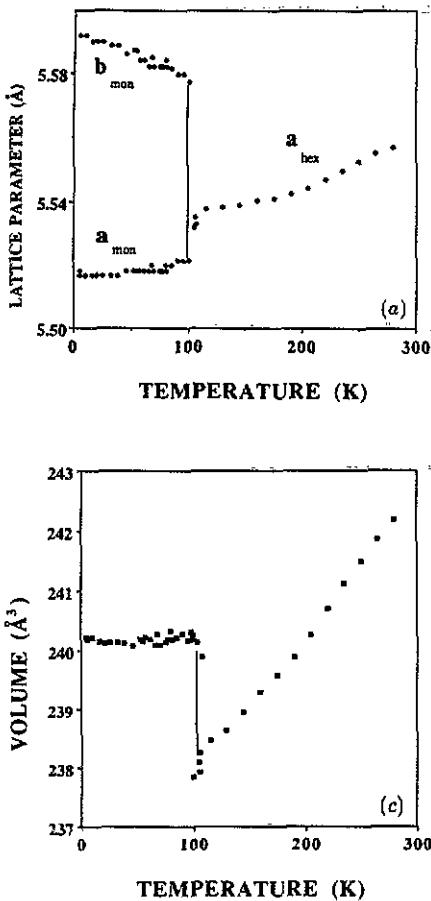 LATTICE PARAMETER (Å)
5.58
5.54
5.50
b mon
a mon
a hex
(a)
0 100 200 300
TEMPERATURE (K)
VOLUME (Å³)
243
242
241
240
239
238
237
(c)
0 100 200 300
TEMPERATURE (K)